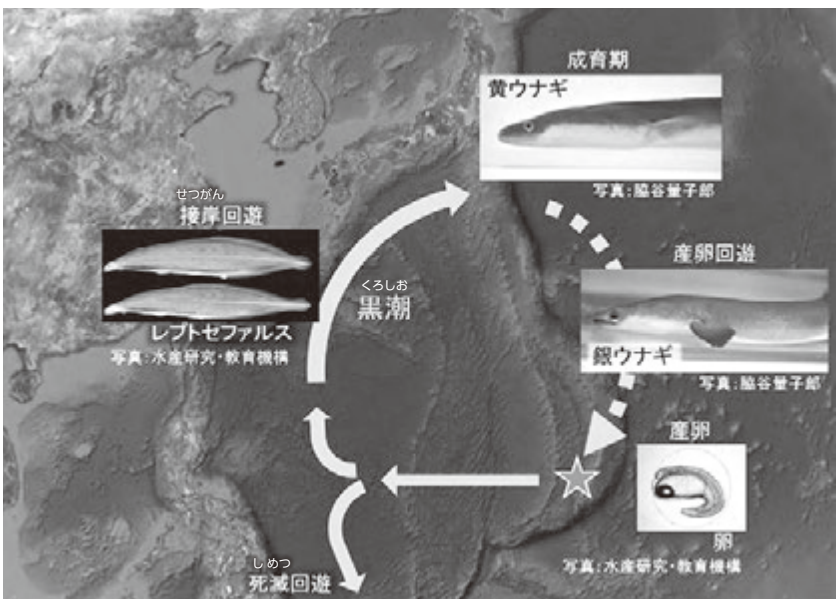 成育期
黄ウナギ
写真：脇谷量子郎
せつがん
接岸回遊
レプトセファルス
写真：水産研究・教育機構
くろしお
黒潮
産卵回遊
銀ウナギ
写真：脇谷量子郎
産卵
卵
写真：水産研究・教育機構
しめつ
死滅回遊